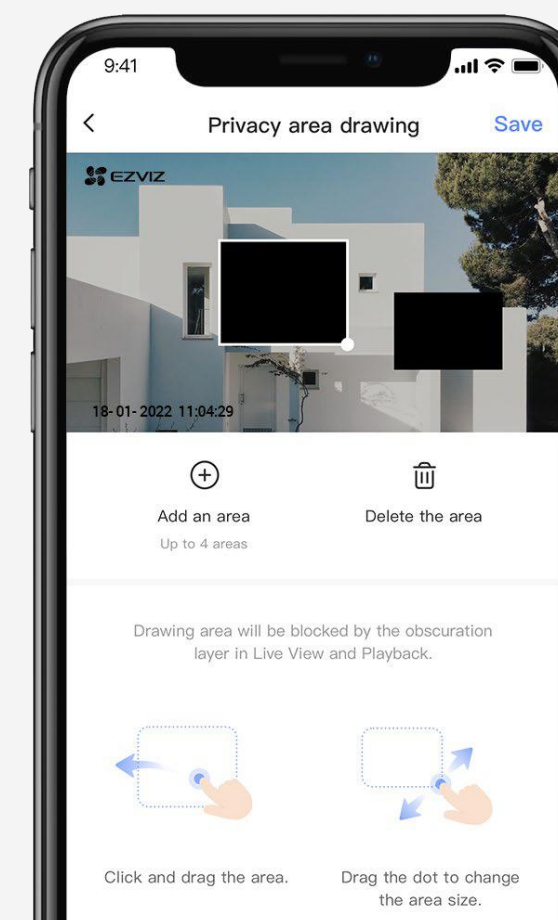 9:41
Privacy area drawing
Save
EZVIZ
18-01-2022 11:04:29
Add an area
Delete the area
Up to 4 areas
Drawing area will be blocked by the obscuration
layer in Live View and Playback.
Click and drag the area.
Drag the dot to change
the area size.